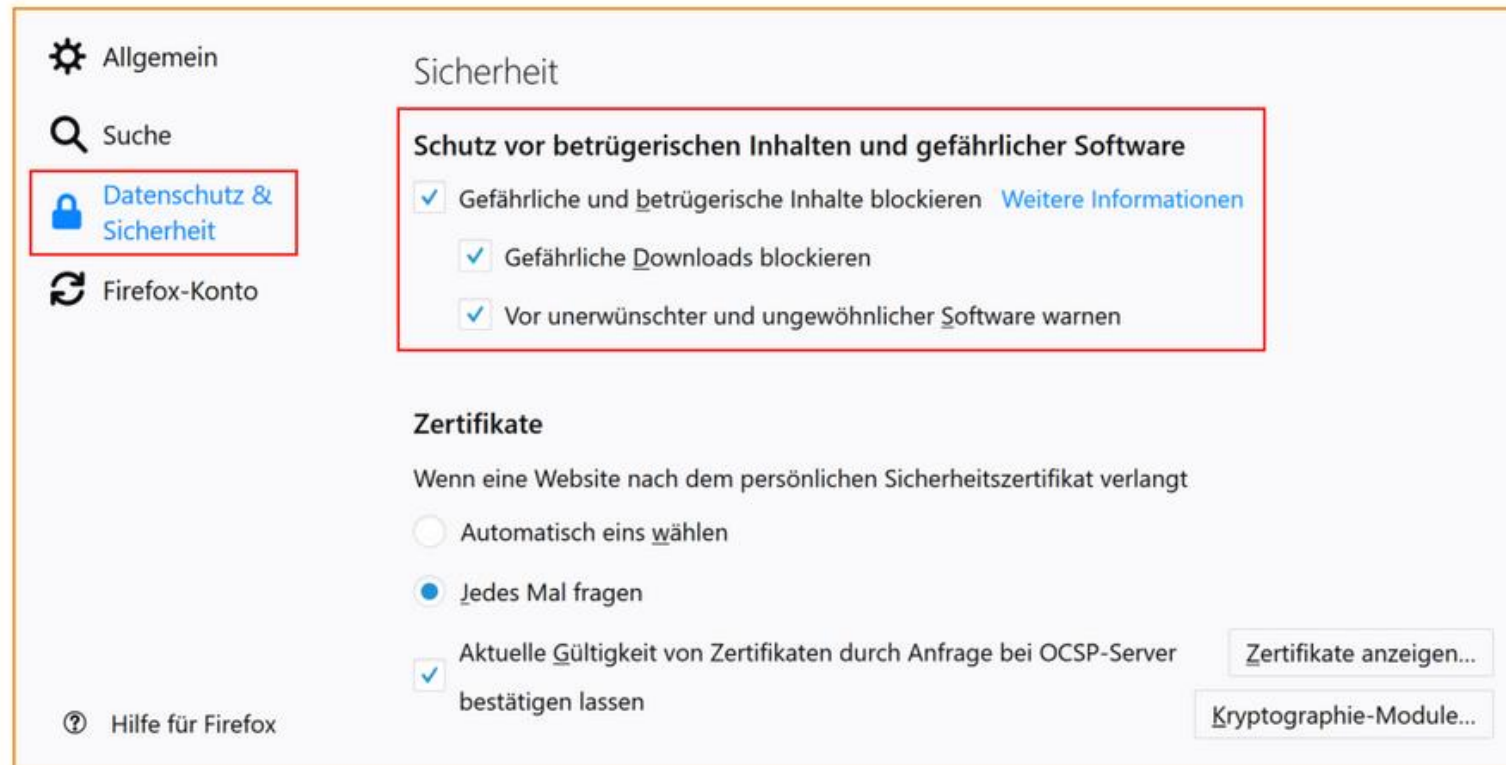 Allgemein
Suche
Datenschutz &
Sicherheit
Firefox-Konto
Hilfe für Firefox
Sicherheit
Schutz vor betrügerischen Inhalten und gefährlicher Software
Gefährliche und betrügerische Inhalte blockieren Weitere Informationen
Gefährliche Downloads blockieren
Vor unerwünschter und ungewöhnlicher Software warnen
Zertifikate
Wenn eine Website nach dem persönlichen Sicherheitszertifikat verlangt
Automatisch eins wählen
Jedes Mal fragen
Aktuelle Gültigkeit von Zertifikaten durch Anfrage bei OCSP-Server
bestätigen lassen
Zertifikate anzeigen...
Kryptographie-Module...